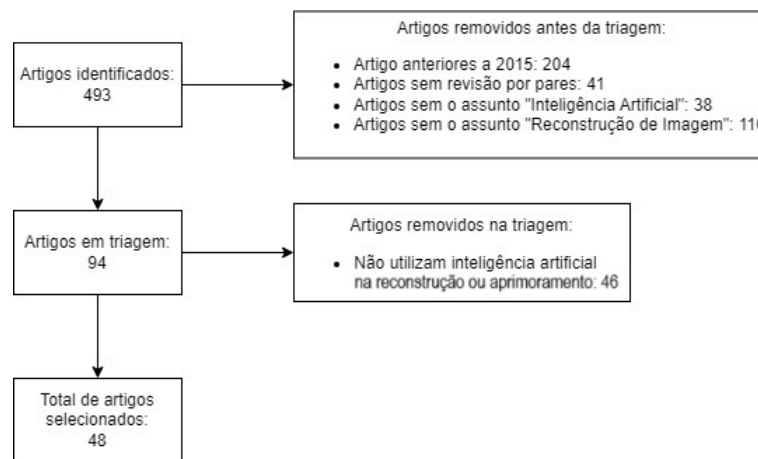 Artigos removidos antes da triagem:
• Artigo anteriores a 2015: 204
• Artigos sem revisão por pares: 41
• Artigos sem o assunto "Inteligência Artificial": 38
• Artigos sem o assunto "Reconstrução de Imagem":
Artigos identificados:
493
Artigos em triagem:
94
Artigos removidos na triagem:
• Não utilizam inteligência artificial
na reconstrução ou aprimoramento: 46
Total de artigos
selecionados:
48